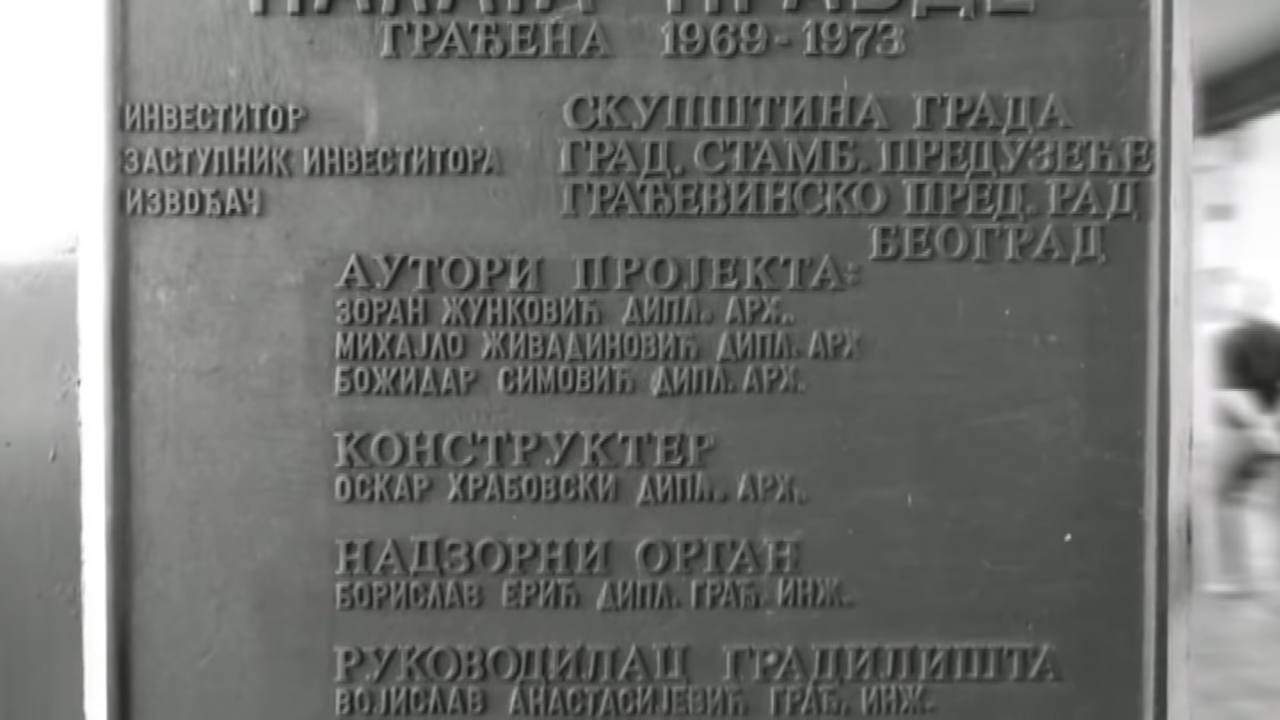 ПАЛАТА ПРАВДЕ
ГРАЂЕНА 1969-1973
ИНВЕСТИТОР СКУПШТИНА ГРАДА
ЗАСТУПНИК ИНВЕСТИТОРА ГРАД. СТАМБ. ПРЕДУЗЕЋЕ
ИЗВОЂАЧ ГРАЂЕВИНСКО ПРЕД. РАД
БЕОГРАД
АУТОРИ ПРОЈЕКТА:
ЗОРАН ЖУНКОВИЋ ДИПЛ. АРХ.
МИХАЈЛО ЖИВАДИНОВИЋ ДИПЛ. АРХ
БОЖИДАР СИМОВИЋ ДИПЛ. АРХ.
КОНСТРУКТЕР
ОСКАР ХРАБОВСКИ ДИПЛ. АРХ.
НАДЗОРНИ ОРГАН
БОРИСЛАВ ЕРИЋ ДИПЛ. ГРАЂ. ИНЖ.
РУКОВОДИЛАЦ ГРАДИЛИШТА
ВОЈИСЛАВ АНАСТАСИЈЕВИЋ ГРАЂ. ИНЖ.